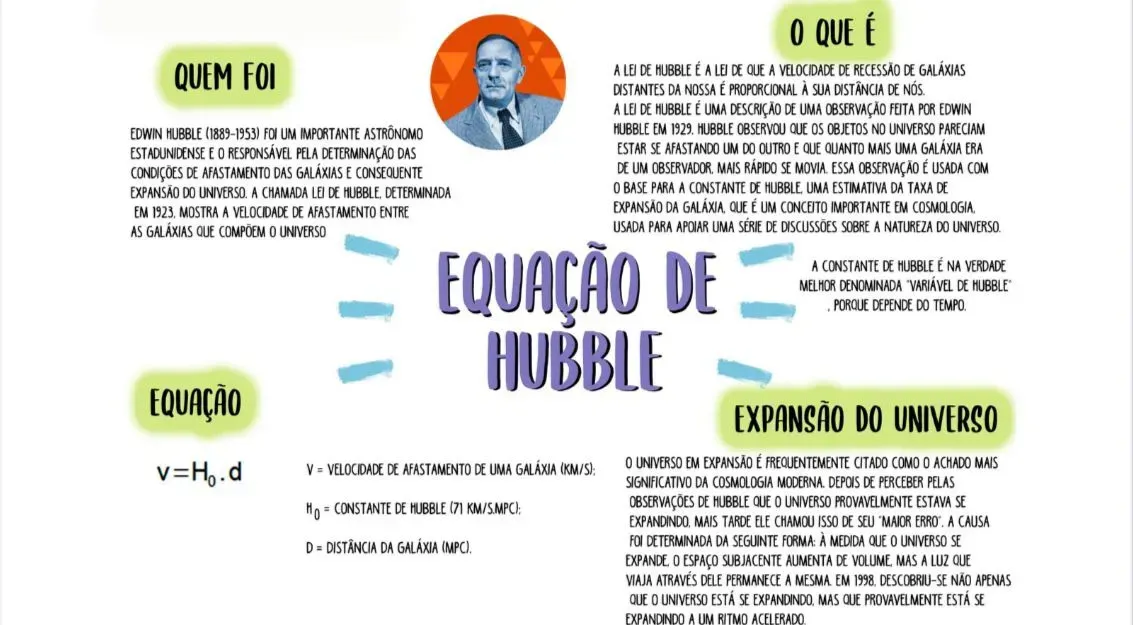 QUEM FOI
EDWIN HUBBLE (1889-1953) FOI UM IMPORTANTE ASTRÔNOMO
ESTADUNIDENSE E O RESPONSÁVEL PELA DETERMINAÇÃO DAS
CONDIÇÕES DE AFASTAMENTO DAS GALÁXIAS E CONSEQUENTE
EXPANSÃO DO UNIVERSO. A CHAMADA LEI DE HUBBLE, DETERMINADA
EM 1923, MOSTRA A VELOCIDADE DE AFASTAMENTO ENTRE
AS GALÁXIAS QUE COMPÕEM O UNIVERSO
O QUE É
A LEI DE HUBBLE É A LEI DE QUE A VELOCIDADE DE RECESSÃO DE GALÁXIAS
DISTANTES DA NOSSA É PROPORCIONAL À SUA DISTÂNCIA DE NÓS.
A LEI DE HUBBLE É UMA DESCRIÇÃO DE UMA OBSERVAÇÃO FEITA POR EDWIN
HUBBLE EM 1929. HUBBLE OBSERVOU QUE OS OBJETOS NO UNIVERSO PARECIAM
ESTAR SE AFASTANDO UM DO OUTRO E QUE QUANTO MAIS UMA GALÁXIA ERA
DE UM OBSERVADOR, MAIS RÁPIDO SE MOVIA. ESSA OBSERVAÇÃO É USADA COM
O BASE PARA A CONSTANTE DE HUBBLE, UMA ESTIMATIVA DA TAXA DE
EXPANSÃO DA GALÁXIA, QUE É UM CONCEITO IMPORTANTE EM COSMOLOGIA,
USADA PARA APOIAR UMA SÉRIE DE DISCUSSÕES SOBRE A NATUREZA DO UNIVERSO.
A CONSTANTE DE HUBBLE É NA VERDADE
MELHOR DENOMINADA "VARIÁVEL DE HUBBLE"
, PORQUE DEPENDE DO TEMPO.
EQUAÇÃO DE
HUBBLE
EQUAÇÃO
v=H₀.d
V = VELOCIDADE DE AFASTAMENTO DE UMA GALÁXIA (KM/S);
H₀ = CONSTANTE DE HUBBLE (71 KM/S.MPC);
D = DISTÂNCIA DA GALÁXIA (MPC).
EXPANSÃO DO UNIVERSO
O UNIVERSO EM EXPANSÃO É FREQUENTEMENTE CITADO COMO O ACHADO MAIS
SIGNIFICATIVO DA COSMOLOGIA MODERNA. DEPOIS DE PERCEBER PELAS
OBSERVAÇÕES DE HUBBLE QUE O UNIVERSO PROVAVELMENTE ESTAVA SE
EXPANDINDO, MAIS TARDE ELE CHAMOU ISSO DE SEU "MAIOR ERRO". A CAUSA
FOI DETERMINADA DA SEGUINTE FORMA: À MEDIDA QUE O UNIVERSO SE
EXPANDE, O ESPAÇO SUBJACENTE AUMENTA DE VOLUME, MAS A LUZ QUE
VIAJA ATRAVÉS DELE PERMANECE A MESMA. EM 1998, DESCOBRIU-SE NÃO APENAS
QUE O UNIVERSO ESTÁ SE EXPANDINDO, MAS QUE PROVAVELMENTE ESTÁ SE
EXPANDINDO A UM RITMO ACELERADO.